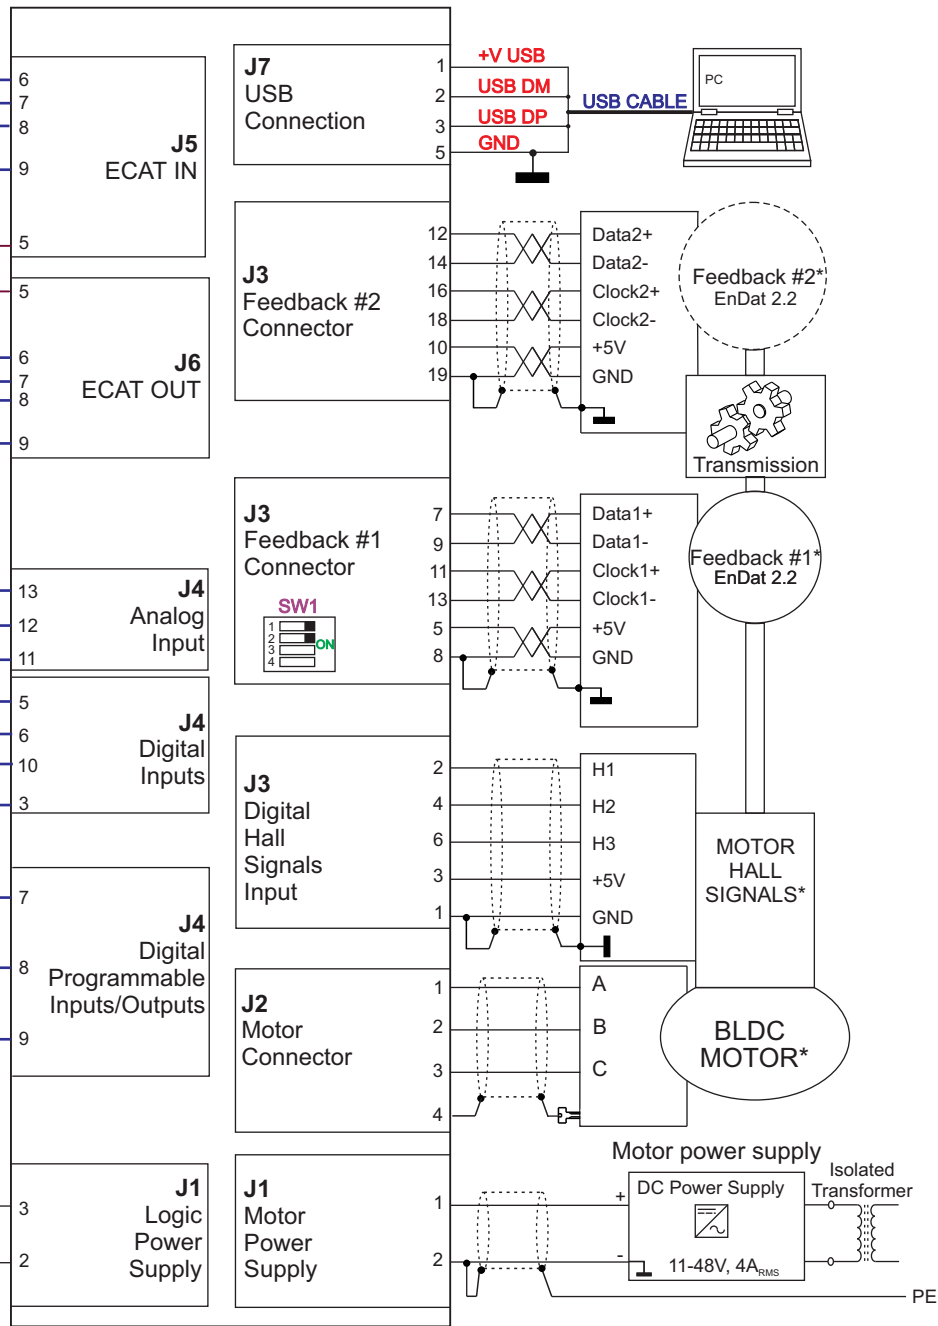 6
7
8
9
5
J5
ECAT IN
5
6
7
8
9
J6
ECAT OUT
13
12
11
J4
Analog
Input
5
6
10
3
J4
Digital
Inputs
7
8
9
J4
Digital
Programmable
Inputs/Outputs
3
2
J1
Logic
Power
Supply
J7
USB
Connection
1
2
3
5
+V USB
USB DM
USB DP
GND
USB CABLE
PC
J3
Feedback #2
Connector
12
14
16
18
10
19
Data2+
Data2-
Clock2+
Clock2-
+5V
GND
Feedback #2*
EnDat 2.2
Transmission
J3
Feedback #1
Connector
SW1
1
2
3
4
ON
7
9
11
13
5
8
Data1+
Data1-
Clock1+
Clock1-
+5V
GND
Feedback #1*
EnDat 2.2
J3
Digital
Hall
Signals
Input
2
4
6
3
1
H1
H2
H3
+5V
GND
MOTOR
HALL
SIGNALS*
J2
Motor
Connector
1
2
3
4
A
B
C
BLDC
MOTOR*
J1
Motor
Power
Supply
1
2
Motor power supply
+
-
DC Power Supply
11-48V, 4ARMS
Isolated
Transformer
PE